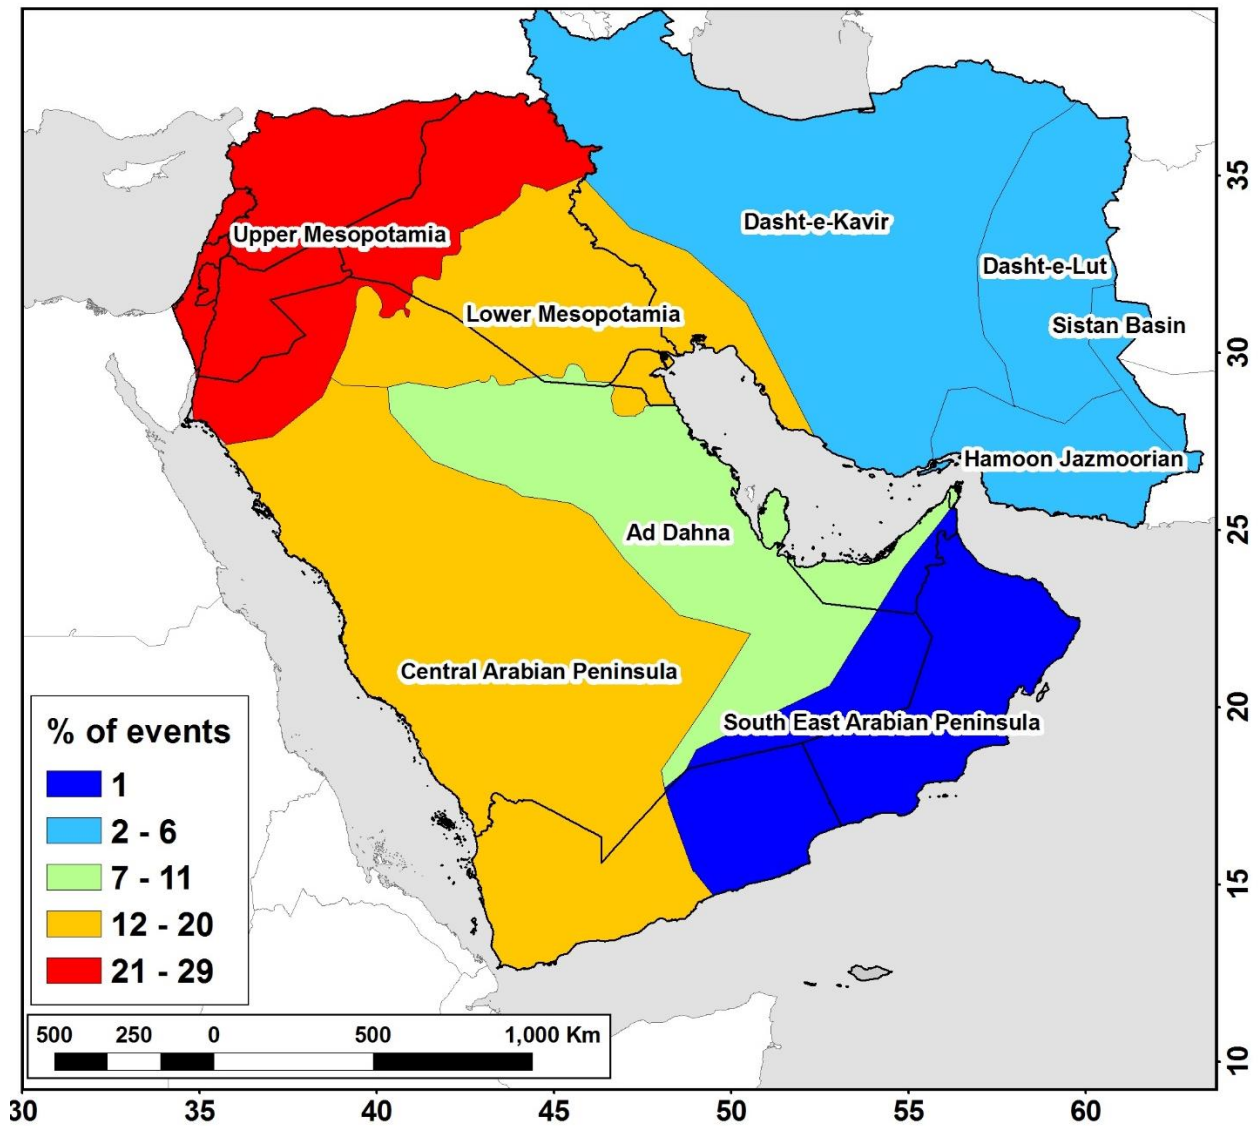 Dasht-e-Kavir
Upper Mesopotamia
Dasht-e-Lut
Lower Mesopotamia
Sistan Basin
Hamoon Jazmoorian
Ad Dahna
Central Arabian Peninsula
South East Arabian Peninsula
% of events
1
2 - 6
7 - 11
12 - 20
21 - 29
500 250 0 500 1,000 Km
35
30
25
20
15
10
30 35 40 45 50 55 60